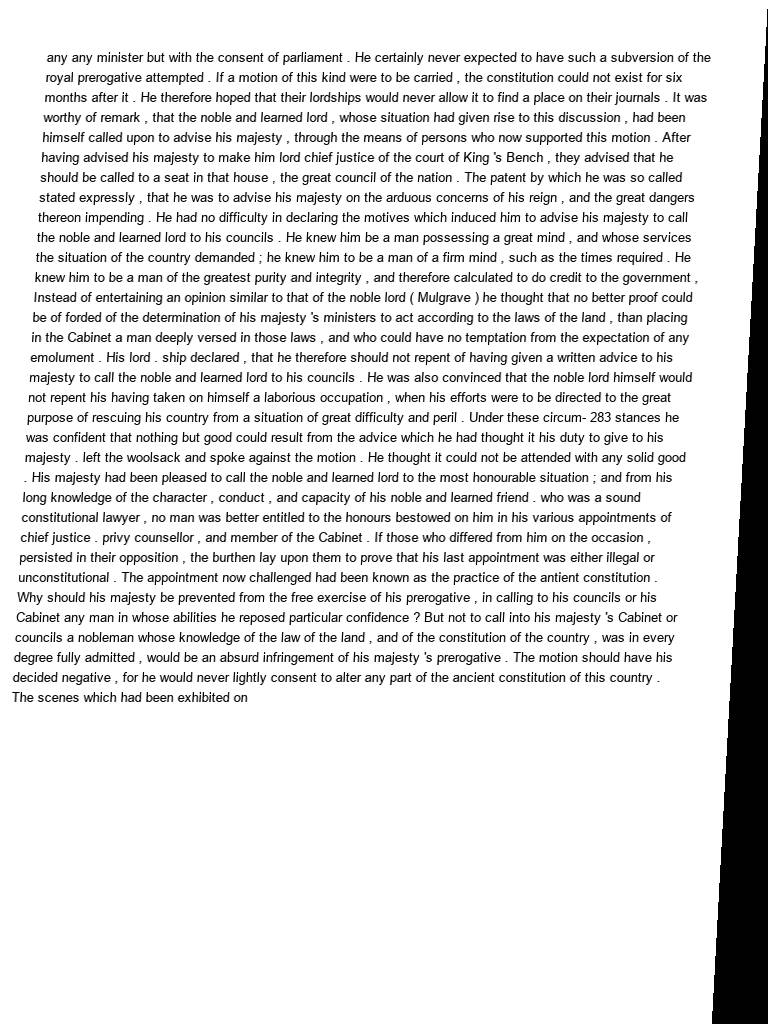 any any minister but with the consent of parliament . He certainly never expected to have such a subversion of the
royal prerogative attempted . If a motion of this kind were to be carried , the constitution could not exist for six
months after it . He therefore hoped that their lordships would never allow it to find a place on their journals . It was
worthy of remark , that the noble and learned lord , whose situation had given rise to this discussion , had been
himself called upon to advise his majesty , through the means of persons who now supported this motion . After
having advised his majesty to make him lord chief justice of the court of King 's Bench , they advised that he
should be called to a seat in that house , the great council of the nation . The patent by which he was so called
stated expressly , that he was to advise his majesty on the arduous concerns of his reign , and the great dangers
thereon impending . He had no difficulty in declaring the motives which induced him to advise his majesty to call
the noble and learned lord to his councils . He knew him be a man possessing a great mind , and whose services
the situation of the country demanded ; he knew him to be a man of a firm mind , such as the times required . He
knew him to be a man of the greatest purity and integrity , and therefore calculated to do credit to the government ,
Instead of entertaining an opinion similar to that of the noble lord ( Mulgrave ) he thought that no better proof could
be of forded of the determination of his majesty 's ministers to act according to the laws of the land , than placing
in the Cabinet a man deeply versed in those laws , and who could have no temptation from the expectation of any
emolument . His lord . ship declared , that he therefore should not repent of having given a written advice to his
majesty to call the noble and learned lord to his councils . He was also convinced that the noble lord himself would
not repent his having taken on himself a laborious occupation , when his efforts were to be directed to the great
purpose of rescuing his country from a situation of great difficulty and peril . Under these circum- 283 stances he
was confident that nothing but good could result from the advice which he had thought it his duty to give to his
majesty . left the woolsack and spoke against the motion . He thought it could not be attended with any solid good
. His majesty had been pleased to call the noble and learned lord to the most honourable situation ; and from his
long knowledge of the character , conduct , and capacity of his noble and learned friend . who was a sound
constitutional lawyer , no man was better entitled to the honours bestowed on him in his various appointments of
chief justice . privy counsellor , and member of the Cabinet . If those who differed from him on the occasion ,
persisted in their opposition , the burthen lay upon them to prove that his last appointment was either illegal or
unconstitutional . The appointment now challenged had been known as the practice of the antient constitution .
Why should his majesty be prevented from the free exercise of his prerogative , in calling to his councils or his
Cabinet any man in whose abilities he reposed particular confidence ? But not to call into his majesty 's Cabinet or
councils a nobleman whose knowledge of the law of the land , and of the constitution of the country , was in every
degree fully admitted , would be an absurd infringement of his majesty 's prerogative . The motion should have his
decided negative , for he would never lightly consent to alter any part of the ancient constitution of this country .
The scenes which had been exhibited on